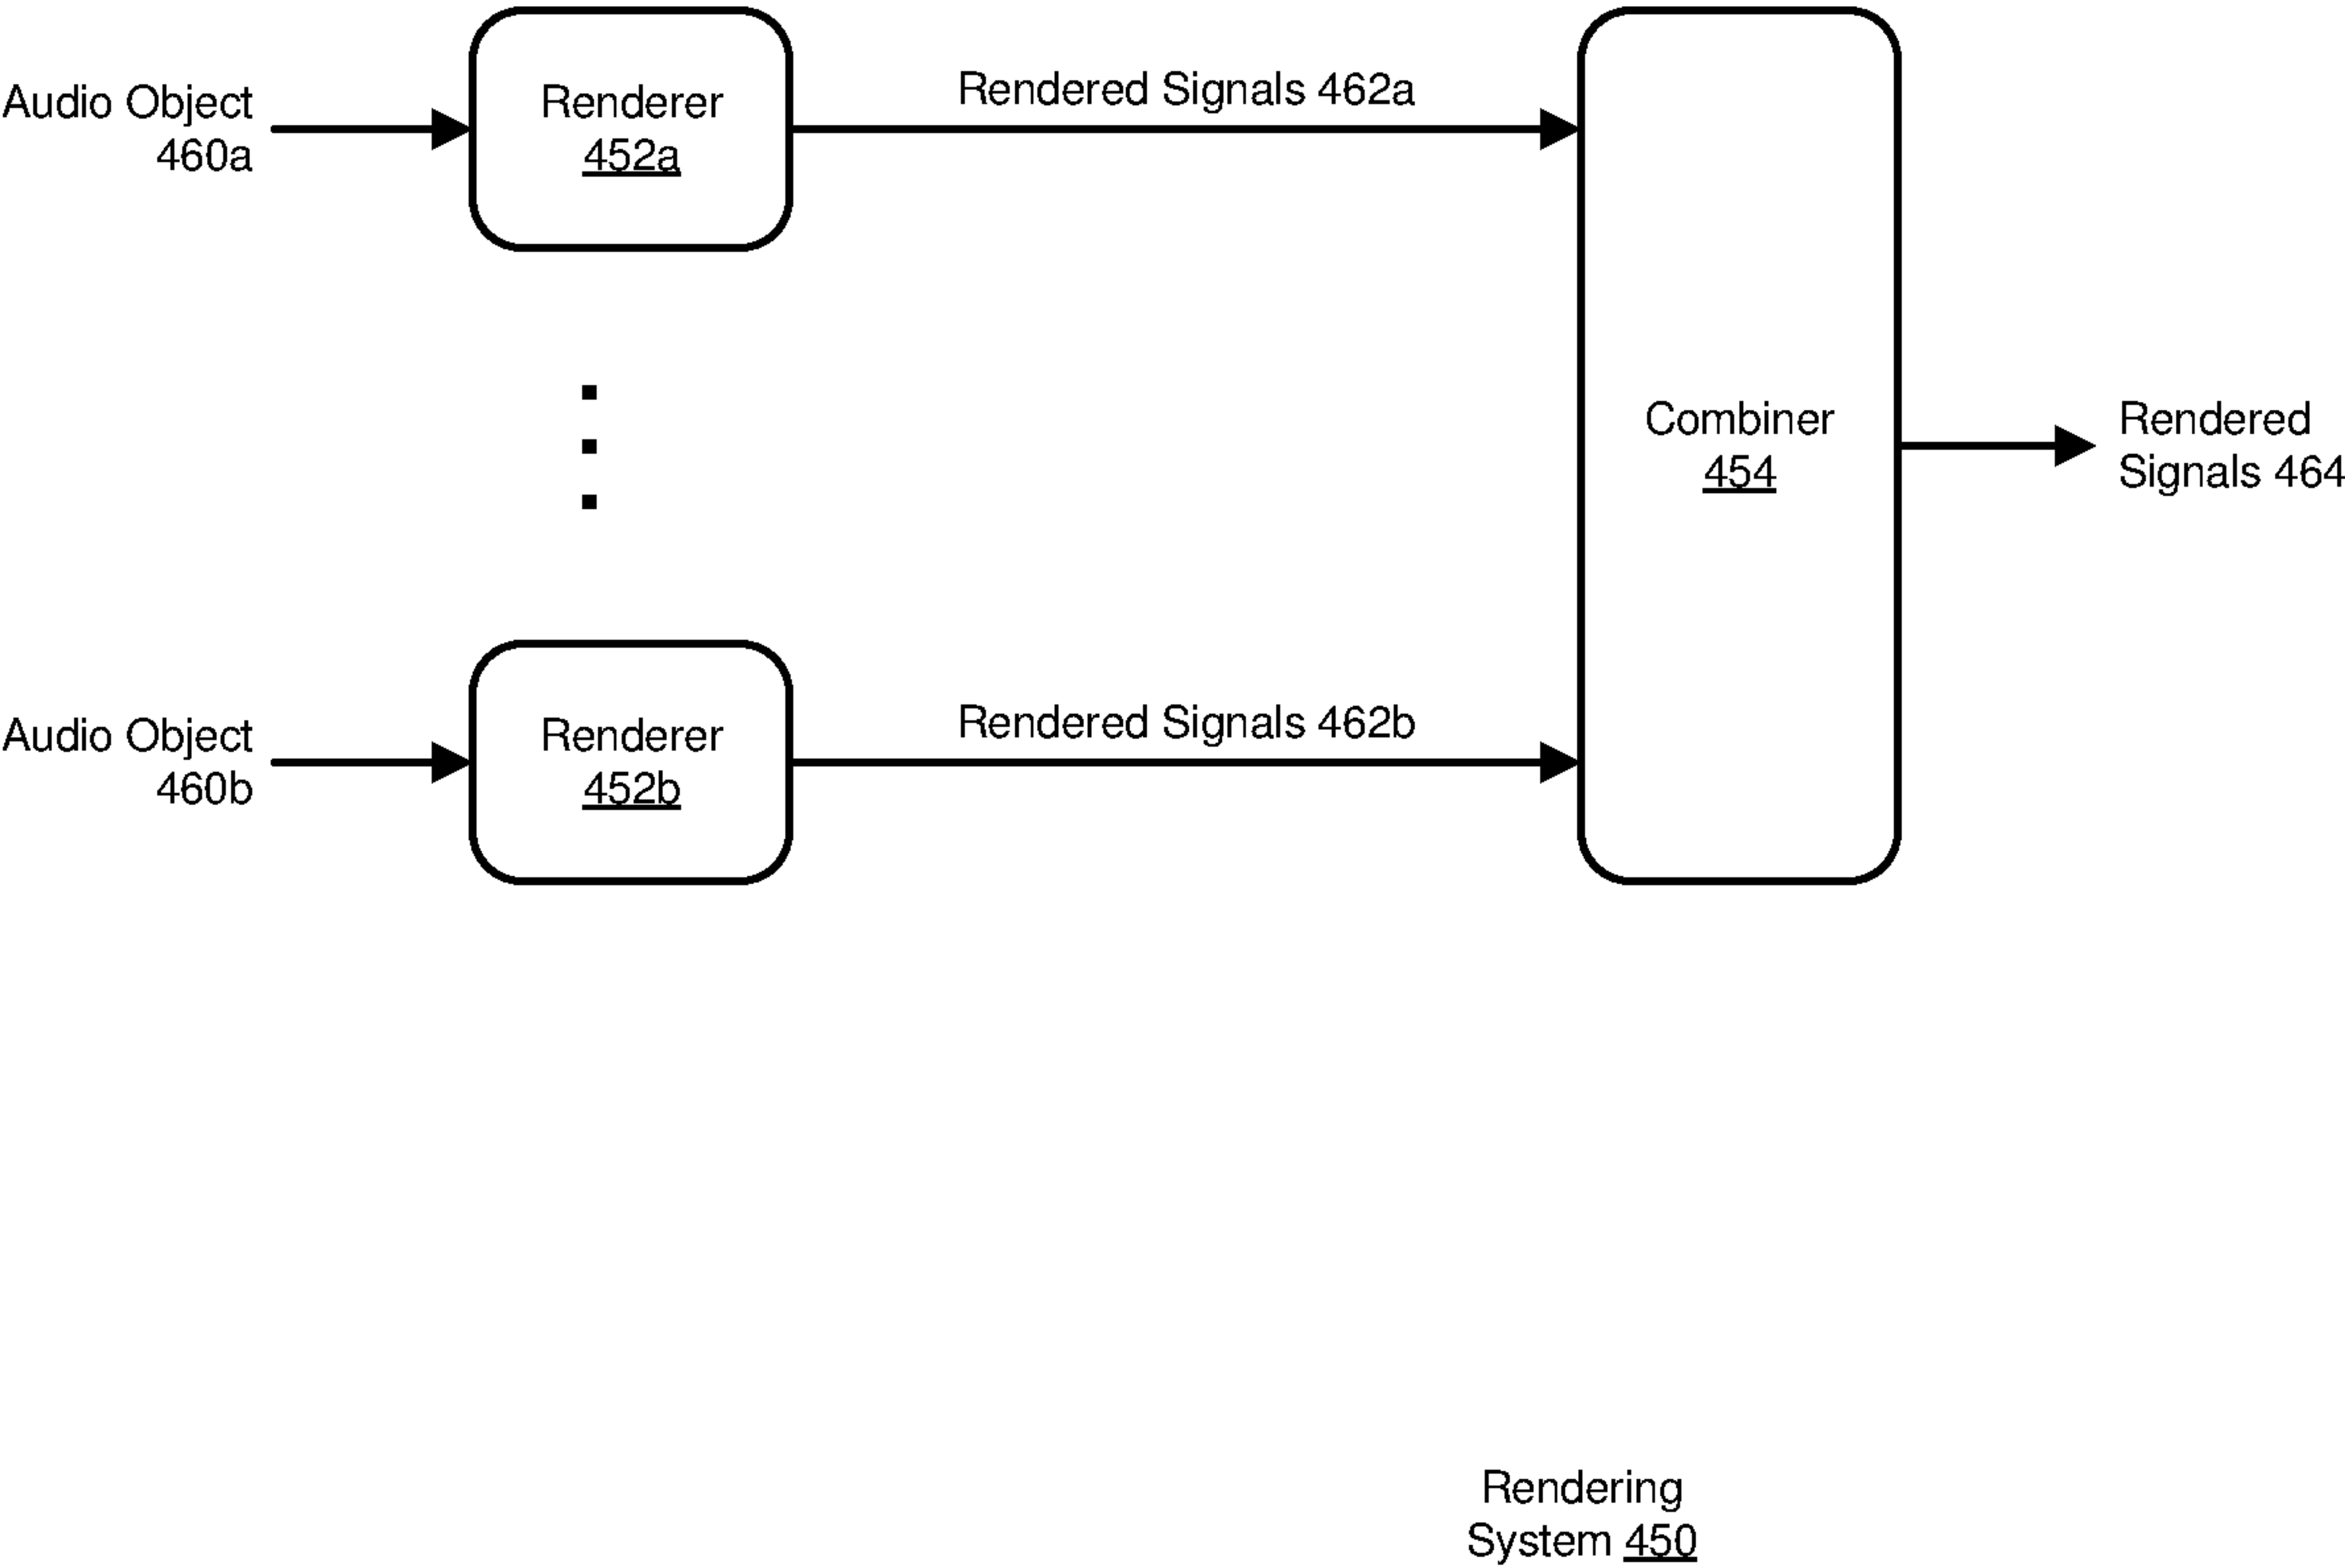 Audio Object
460a
Renderer
452a
Rendered Signals 462a
Combiner
454
Rendered
Signals 464
Audio Object
460b
Renderer
452b
Rendered Signals 462b
Rendering
System 450